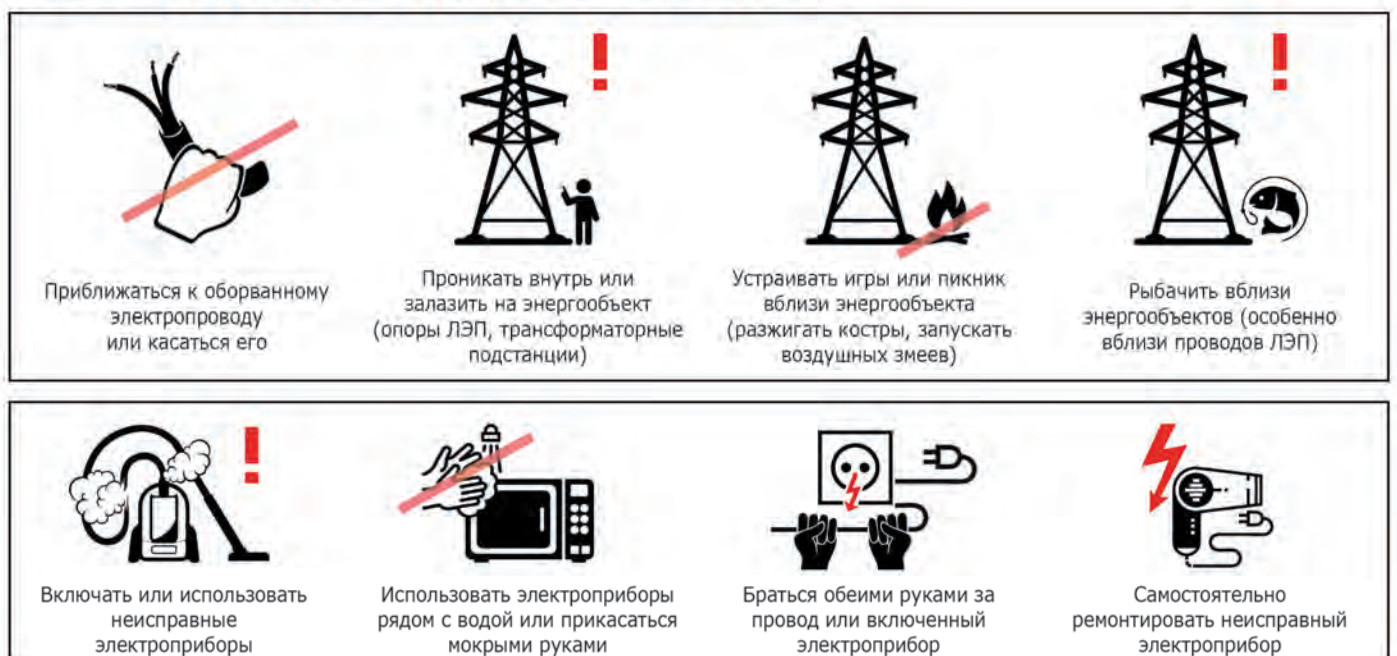 Приближаться к оборванному
электропроводу
или касаться его
Проникать внутрь или
залазить на энергообъект
(опоры ЛЭП, трансформаторные
подстанции)
Устраивать игры или пикник
вблизи энергообъекта
(разжигать костры, запускать
воздушных змеев)
Рыбачить вблизи
энергообъектов (особенно
вблизи проводов ЛЭП)
Включать или использовать
неисправные
электроприборы
Использовать электроприборы
рядом с водой или прикасаться
мокрыми руками
Браться обеими руками за
провод или включенный
электроприбор
Самостоятельно
ремонтировать неисправный
электроприбор